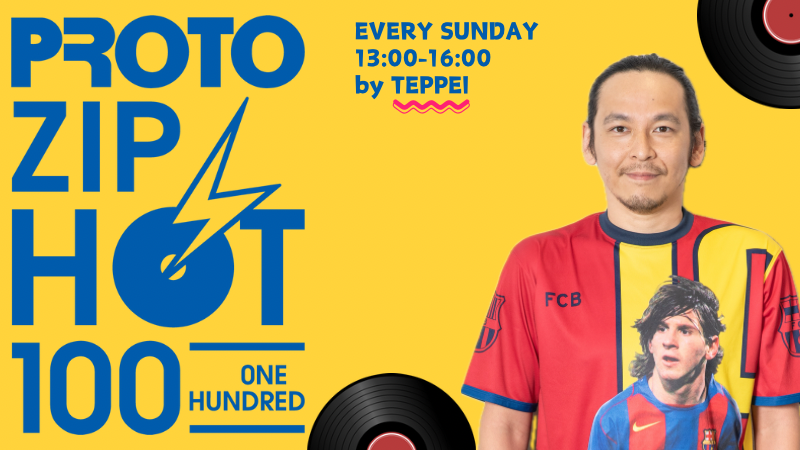 PROTO
ZIP
HOT
100
ONE
HUNDRED
EVERY SUNDAY
13:00-16:00
by TEPPEI
FCB